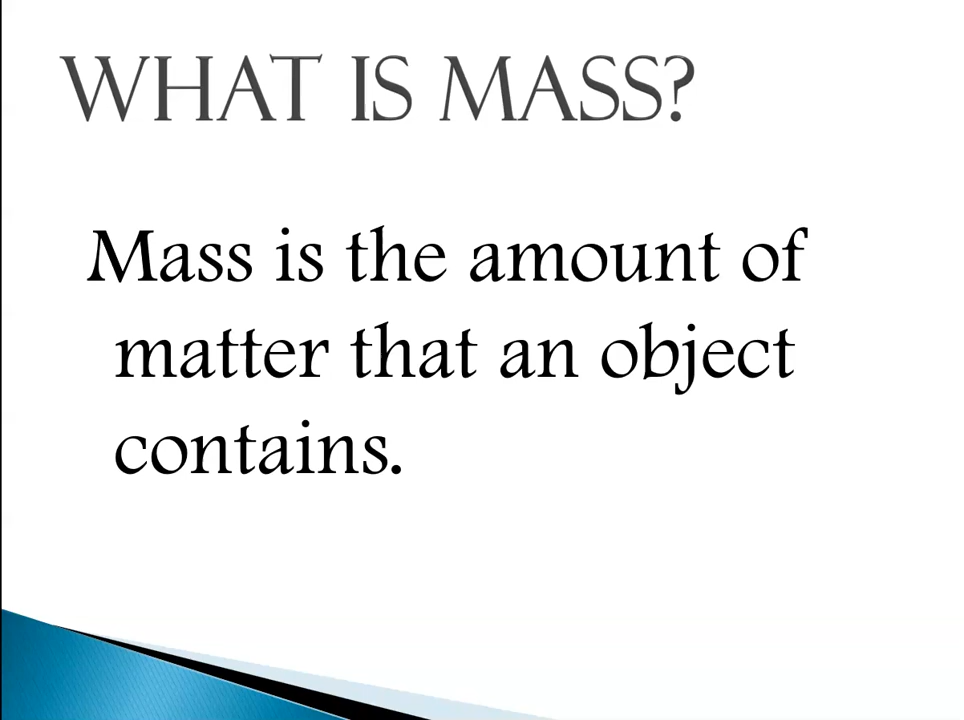 WHAT IS MASS?
Mass is the amount of
matter that an object
contains.